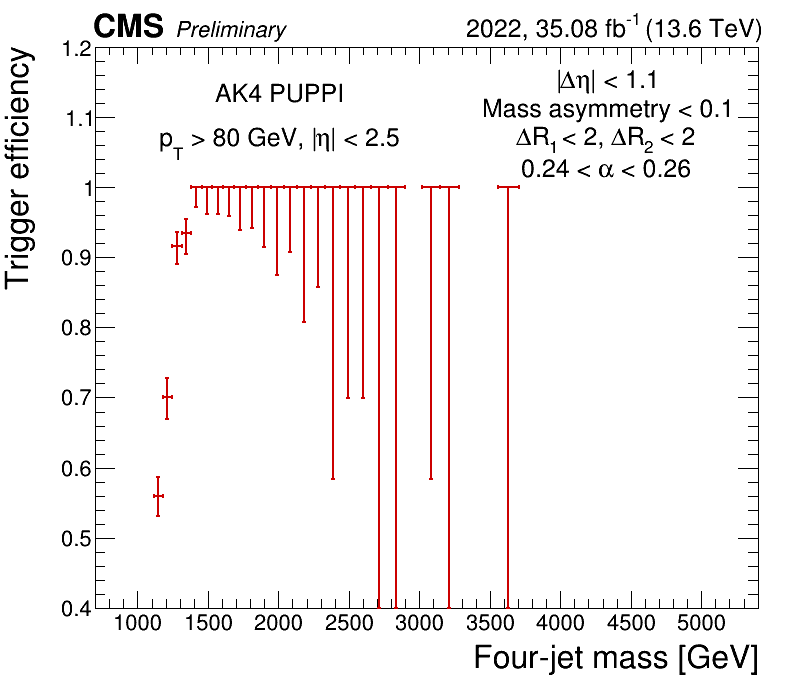 CMS Preliminary 2022, 35.08 fb⁻¹ (13.6 TeV)
AK4 PUPPI
p_T > 80 GeV, |η| < 2.5
|Δη| < 1.1
Mass asymmetry < 0.1
ΔR₁ < 2, ΔR₂ < 2
0.24 < α < 0.26
Trigger efficiency
1.2
1.1
1
0.9
0.8
0.7
0.6
0.5
0.4
1000 1500 2000 2500 3000 3500 4000 4500 5000
Four-jet mass [GeV]